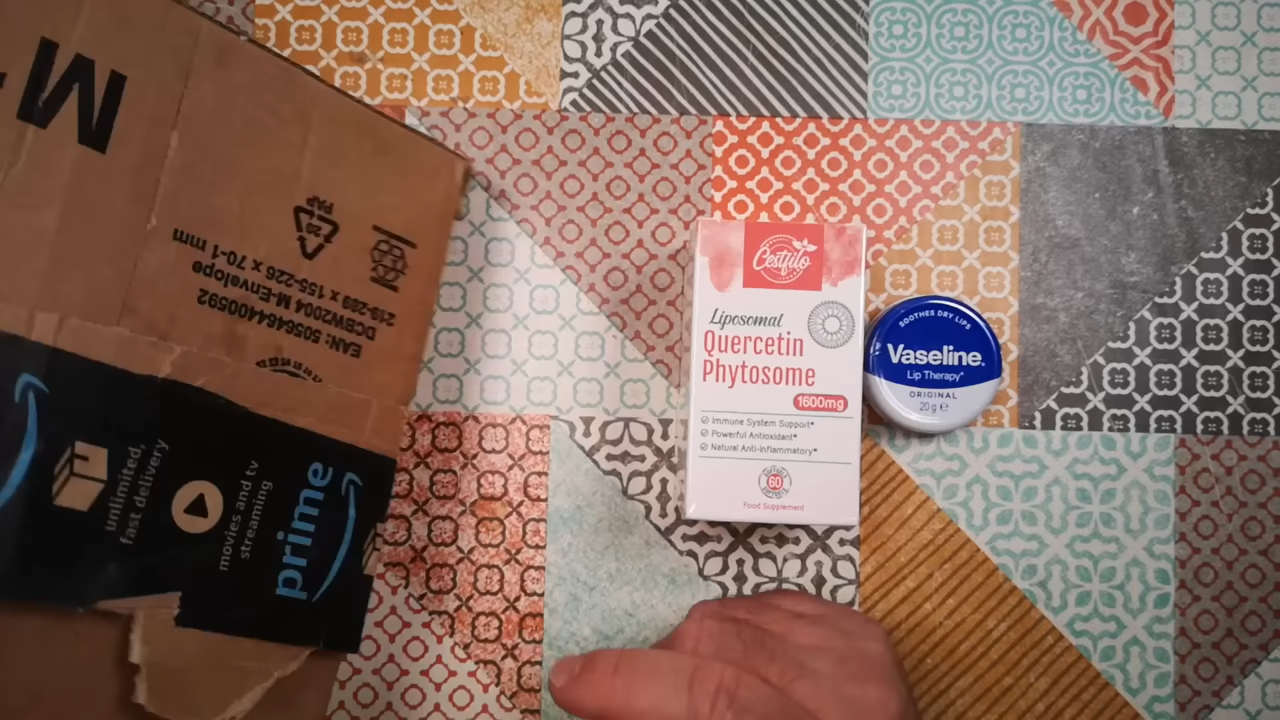 M
20
PAP
219-289 x 155-226 x 70-1 mm
DCBW2004 M-Envelope
EAN: 5056464400592
unlimited,
fast delivery
movies and tv
streaming
prime
Cestfilo
Liposomal
Quercetin
Phytosome
1600mg
Immune System Support*
Powerful Antioxidant*
Natural Anti-inflammatory*
60
SOFTGELS
Food Supplement
SOOTHES DRY LIPS
Vaseline.
Lip Therapy*
ORIGINAL
20 g ℮